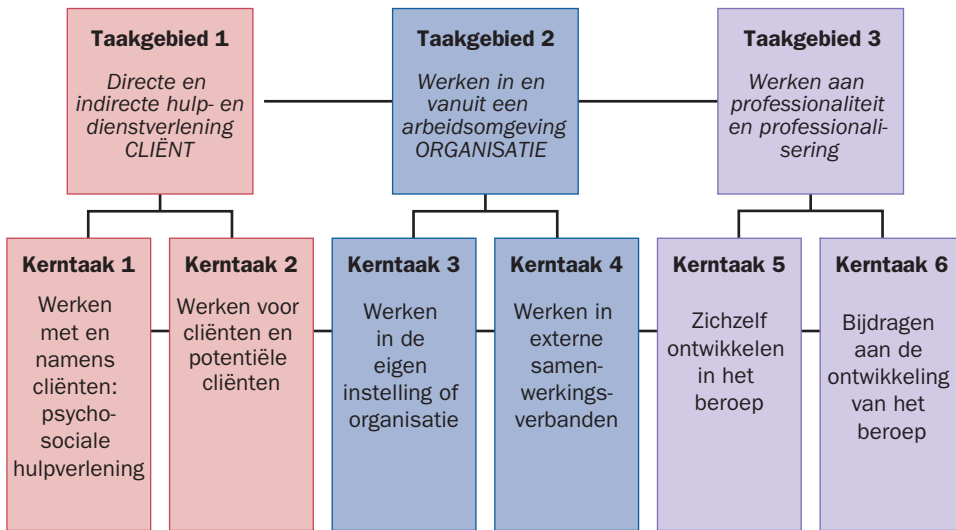 Taakgebied 1
Directe en
indirecte hulp- en
dienstverlening
CLIËNT
Taakgebied 2
Werken in en
vanuit een
arbeidsomgeving
ORGANISATIE
Taakgebied 3
Werken aan
professionaliteit
en professionali-
sering
Kerntaak 1
Werken
met en
namens
cliënten:
psycho-
sociale
hulpverlening
Kerntaak 2
Werken voor
cliënten en
potentiële
cliënten
Kerntaak 3
Werken
in de
eigen
instelling of
organisatie
Kerntaak 4
Werken in
externe
samen-
werkings-
verbanden
Kerntaak 5
Zichzelf
ontwikkelen
in het
beroep
Kerntaak 6
Bijdragen
aan de
ontwikkeling
van het
beroep